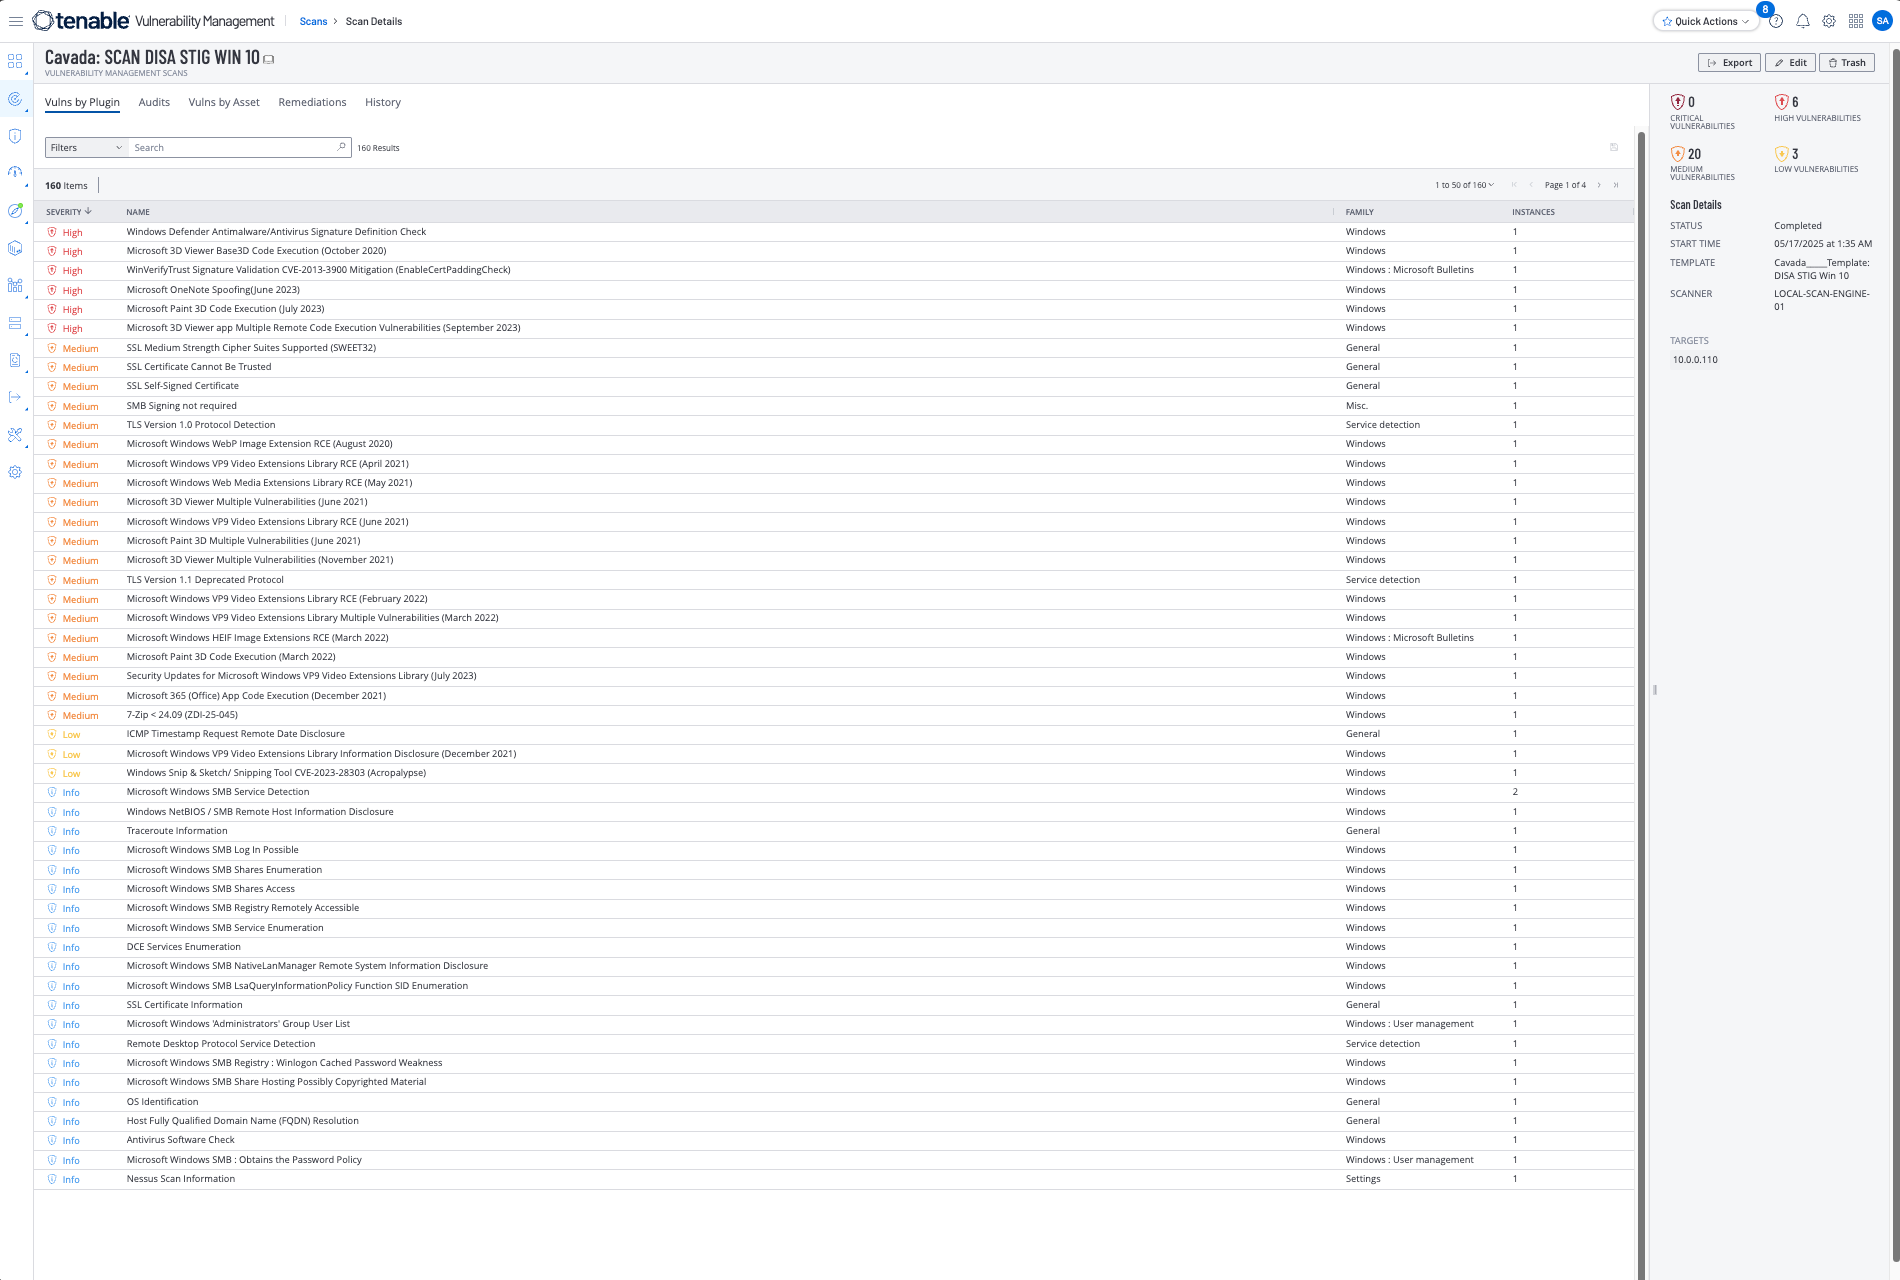 tenable Vulnerability Management Scans > Scan Details Quick Actions 8 ? SA
Cavada: SCAN DISA STIG WIN 10
VULNERABILITY MANAGEMENT SCANS
Export Edit Trash
Vulns by Plugin Audits Vulns by Asset Remediations History
Filters Search 160 Results
160 Items 1 to 50 of 160 Page 1 of 4
SEVERITY NAME FAMILY INSTANCES
High Windows Defender Antimalware/Antivirus Signature Definition Check Windows 1
High Microsoft 3D Viewer Base3D Code Execution (October 2020) Windows 1
High WinVerifyTrust Signature Validation CVE-2013-3900 Mitigation (EnableCertPaddingCheck) Windows : Microsoft Bulletins 1
High Microsoft OneNote Spoofing(June 2023) Windows 1
High Microsoft Paint 3D Code Execution (July 2023) Windows 1
High Microsoft 3D Viewer app Multiple Remote Code Execution Vulnerabilities (September 2023) Windows 1
Medium SSL Medium Strength Cipher Suites Supported (SWEET32) General 1
Medium SSL Certificate Cannot Be Trusted General 1
Medium SSL Self-Signed Certificate General 1
Medium SMB Signing not required Misc. 1
Medium TLS Version 1.0 Protocol Detection Service detection 1
Medium Microsoft Windows WebP Image Extension RCE (August 2020) Windows 1
Medium Microsoft Windows VP9 Video Extensions Library RCE (April 2021) Windows 1
Medium Microsoft Windows Web Media Extensions Library RCE (May 2021) Windows 1
Medium Microsoft 3D Viewer Multiple Vulnerabilities (June 2021) Windows 1
Medium Microsoft Windows VP9 Video Extensions Library RCE (June 2021) Windows 1
Medium Microsoft Paint 3D Multiple Vulnerabilities (June 2021) Windows 1
Medium Microsoft 3D Viewer Multiple Vulnerabilities (November 2021) Windows 1
Medium TLS Version 1.1 Deprecated Protocol Service detection 1
Medium Microsoft Windows VP9 Video Extensions Library RCE (February 2022) Windows 1
Medium Microsoft Windows VP9 Video Extensions Library Multiple Vulnerabilities (March 2022) Windows 1
Medium Microsoft Windows HEIF Image Extensions RCE (March 2022) Windows : Microsoft Bulletins 1
Medium Microsoft Paint 3D Code Execution (March 2022) Windows 1
Medium Security Updates for Microsoft Windows VP9 Video Extensions Library (July 2023) Windows 1
Medium Microsoft 365 (Office) App Code Execution (December 2021) Windows 1
Medium 7-Zip < 24.09 (ZDI-25-045) Windows 1
Low ICMP Timestamp Request Remote Date Disclosure General 1
Low Microsoft Windows VP9 Video Extensions Library Information Disclosure (December 2021) Windows 1
Low Windows Snip & Sketch/ Snipping Tool CVE-2023-28303 (Acropalypse) Windows 1
Info Microsoft Windows SMB Service Detection Windows 2
Info Windows NetBIOS / SMB Remote Host Information Disclosure Windows 1
Info Traceroute Information General 1
Info Microsoft Windows SMB Log In Possible Windows 1
Info Microsoft Windows SMB Shares Enumeration Windows 1
Info Microsoft Windows SMB Shares Access Windows 1
Info Microsoft Windows SMB Registry Remotely Accessible Windows 1
Info Microsoft Windows SMB Service Enumeration Windows 1
Info DCE Services Enumeration Windows 1
Info Microsoft Windows SMB NativeLanManager Remote System Information Disclosure Windows 1
Info Microsoft Windows SMB LsaQueryInformationPolicy Function SID Enumeration Windows 1
Info SSL Certificate Information General 1
Info Microsoft Windows 'Administrators' Group User List Windows : User management 1
Info Remote Desktop Protocol Service Detection Service detection 1
Info Microsoft Windows SMB Registry : Winlogon Cached Password Weakness Windows 1
Info Microsoft Windows SMB Share Hosting Possibly Copyrighted Material Windows 1
Info OS Identification General 1
Info Host Fully Qualified Domain Name (FQDN) Resolution General 1
Info Antivirus Software Check Windows 1
Info Microsoft Windows SMB : Obtains the Password Policy Windows : User management 1
Info Nessus Scan Information Settings 1
0 6
CRITICAL VULNERABILITIES HIGH VULNERABILITIES
20 3
MEDIUM VULNERABILITIES LOW VULNERABILITIES
Scan Details
STATUS Completed
START TIME 05/17/2025 at 1:35 AM
TEMPLATE Cavada____Template:
DISA STIG Win 10
SCANNER LOCAL-SCAN-ENGINE-
01
TARGETS
10.0.0.110